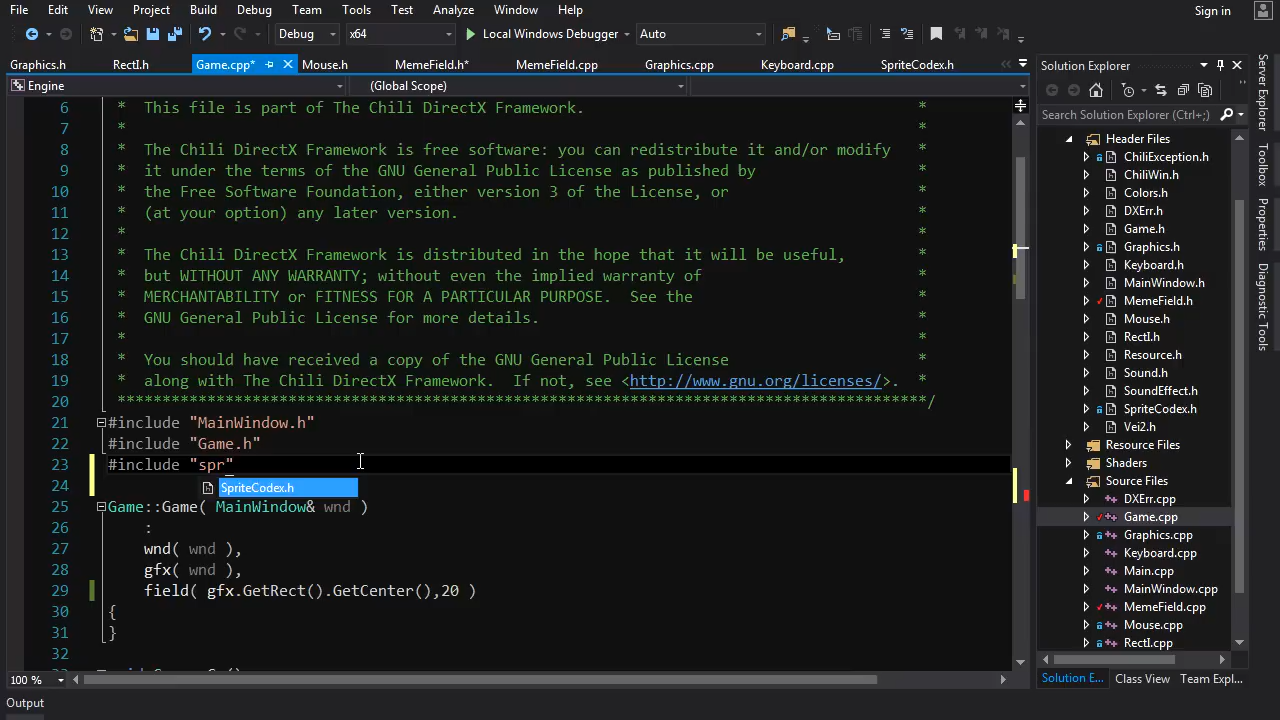 File Edit View Project Build Debug Team Tools Test Analyze Window Help Sign in
Debug x64 Local Windows Debugger Auto
Graphics.h RectI.h Game.cpp* Mouse.h MemeField.h* MemeField.cpp Graphics.cpp Keyboard.cpp SpriteCodex.h
Engine (Global Scope)
6 * This file is part of The Chili DirectX Framework. *
7 * *
8 * The Chili DirectX Framework is free software: you can redistribute it and/or modify *
9 * it under the terms of the GNU General Public License as published by *
10 * the Free Software Foundation, either version 3 of the License, or *
11 * (at your option) any later version. *
12 * *
13 * The Chili DirectX Framework is distributed in the hope that it will be useful, *
14 * but WITHOUT ANY WARRANTY; without even the implied warranty of *
15 * MERCHANTABILITY or FITNESS FOR A PARTICULAR PURPOSE. See the *
16 * GNU General Public License for more details. *
17 * *
18 * You should have received a copy of the GNU General Public License *
19 * along with The Chili DirectX Framework. If not, see <http://www.gnu.org/licenses/>. *
20 ******************************************************************************************/
21 #include "MainWindow.h"
22 #include "Game.h"
23 #include "spr"
24 SpriteCodex.h
25 Game::Game( MainWindow& wnd )
26 :
27 wnd( wnd ),
28 gfx( wnd ),
29 field( gfx.GetRect().GetCenter(),20 )
30 {
31 }
32
100 %
Output
Solution Explorer
Search Solution Explorer (Ctrl+;)
Header Files
ChiliException.h
ChiliWin.h
Colors.h
DXErr.h
Game.h
Graphics.h
Keyboard.h
MainWindow.h
MemeField.h
Mouse.h
RectI.h
Resource.h
Sound.h
SoundEffect.h
SpriteCodex.h
Vei2.h
Resource Files
Shaders
Source Files
DXErr.cpp
Game.cpp
Graphics.cpp
Keyboard.cpp
Main.cpp
MainWindow.cpp
MemeField.cpp
Mouse.cpp
RectI.cpp
Solution E... Class View Team Expl...
Server Explorer
Toolbox
Properties
Diagnostic Tools